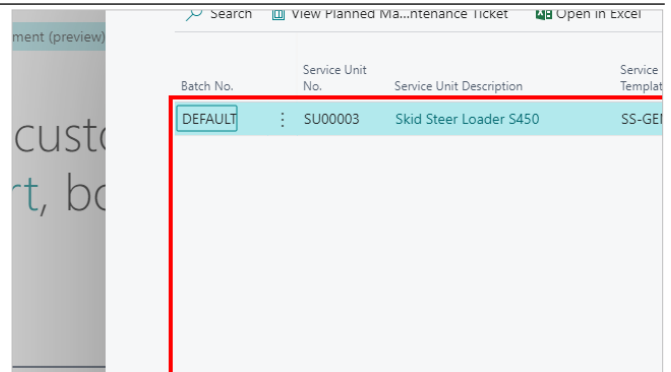 Search View Planned Ma...ntenance Ticket Open in Excel
ment (preview)
Batch No. Service Unit No. Service Unit Description Service Templat
DEFAULT SU00003 Skid Steer Loader S450 SS-GEN
custo
rt, bo